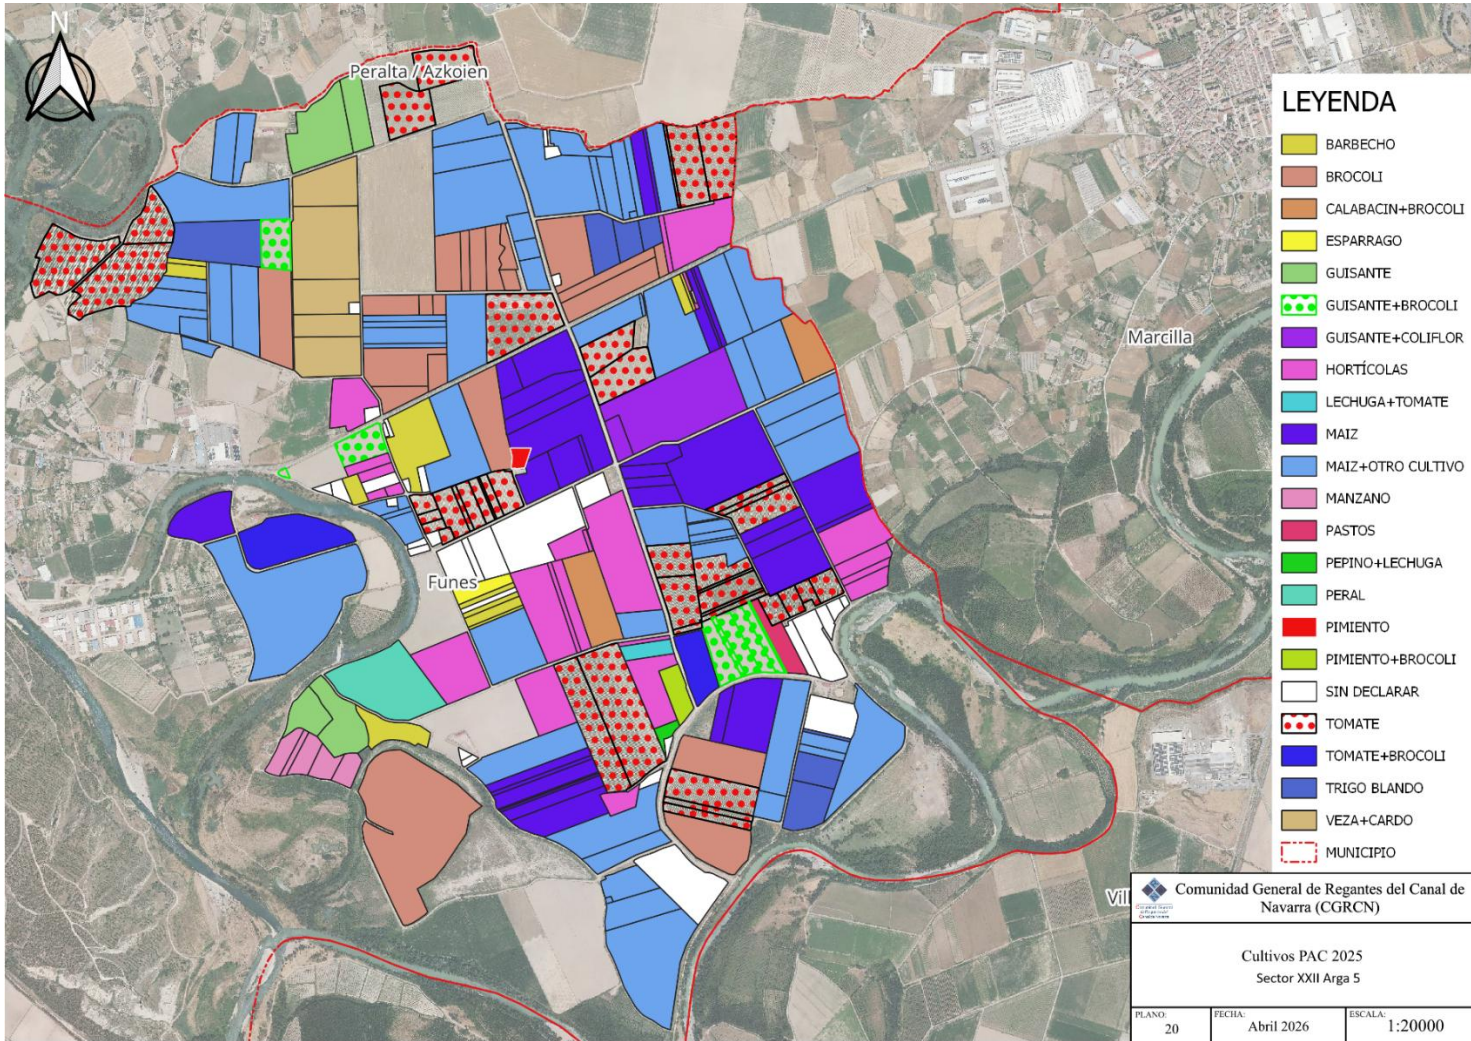 N
Peralta / Azkoien
Marcilla
Funes
Vill
LEYENDA
BARBECHO
BROCOLI
CALABACIN+BROCOLI
ESPARRAGO
GUISANTE
GUISANTE+BROCOLI
GUISANTE+COLIFLOR
HORTÍCOLAS
LECHUGA+TOMATE
MAIZ
MAIZ+OTRO CULTIVO
MANZANO
PASTOS
PEPINO+LECHUGA
PERAL
PIMIENTO
PIMIENTO+BROCOLI
SIN DECLARAR
TOMATE
TOMATE+BROCOLI
TRIGO BLANDO
VEZA+CARDO
MUNICIPIO
Comunidad General de Regantes del Canal de
Navarra (CGRCN)
Cultivos PAC 2025
Sector XXII Arga 5
PLANO:
20
FECHA:
Abril 2026
ESCALA:
1:20000